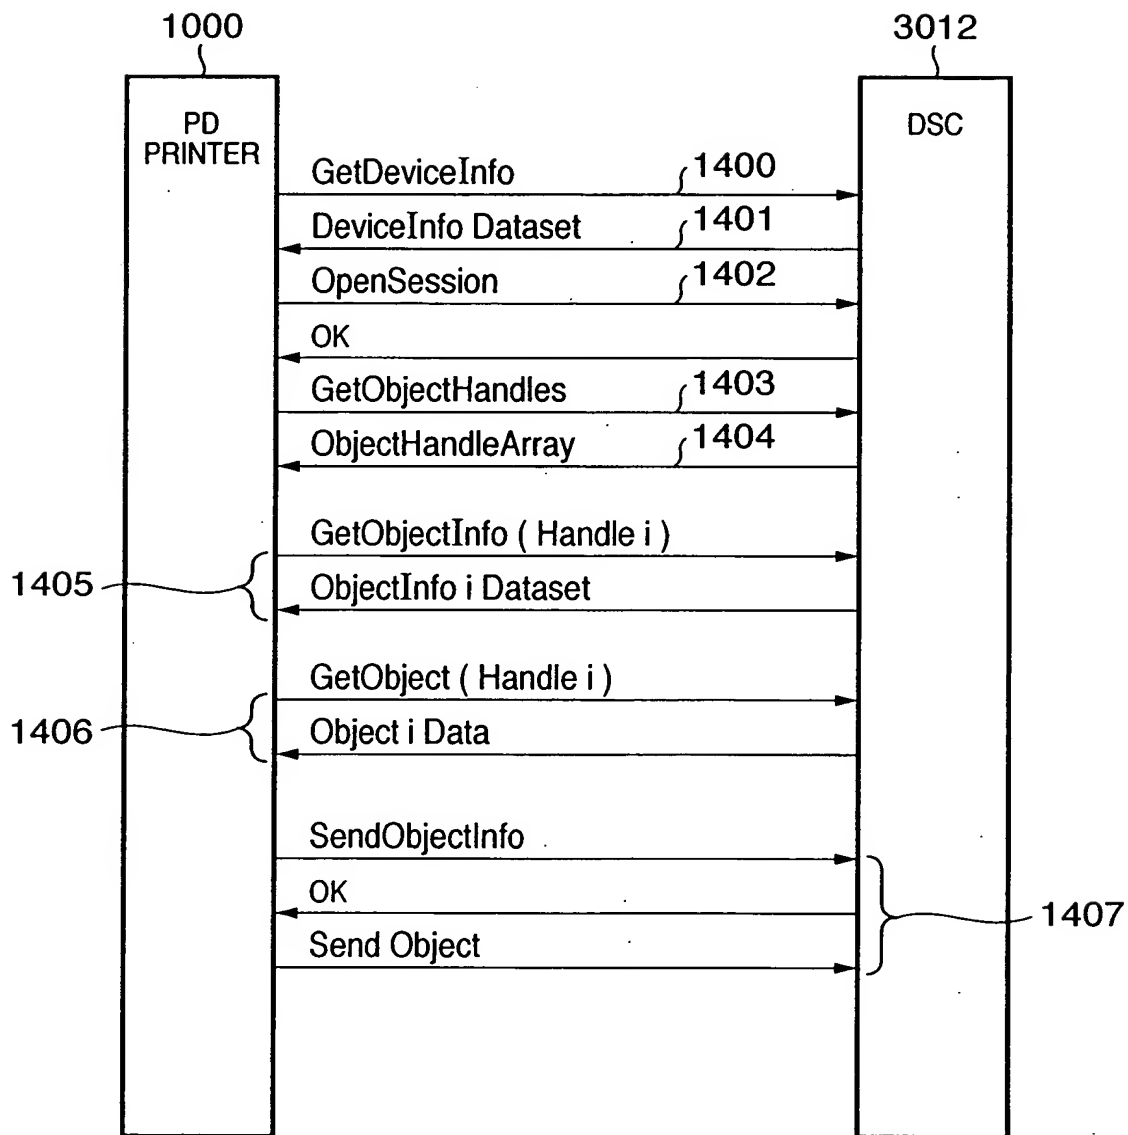 1000
3012
PD
PRINTER
DSC
GetDeviceInfo
1400
DeviceInfo Dataset
1401
OpenSession
1402
OK
GetObjectHandles
1403
ObjectHandleArray
1404
GetObjectInfo ( Handle i )
1405
ObjectInfo i Dataset
GetObject ( Handle i )
1406
Object i Data
SendObjectInfo
OK
1407
Send Object